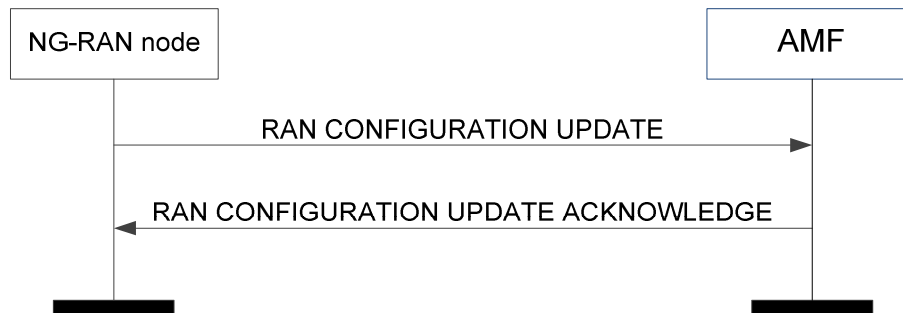 NG-RAN node
AMF
RAN CONFIGURATION UPDATE
RAN CONFIGURATION UPDATE ACKNOWLEDGE